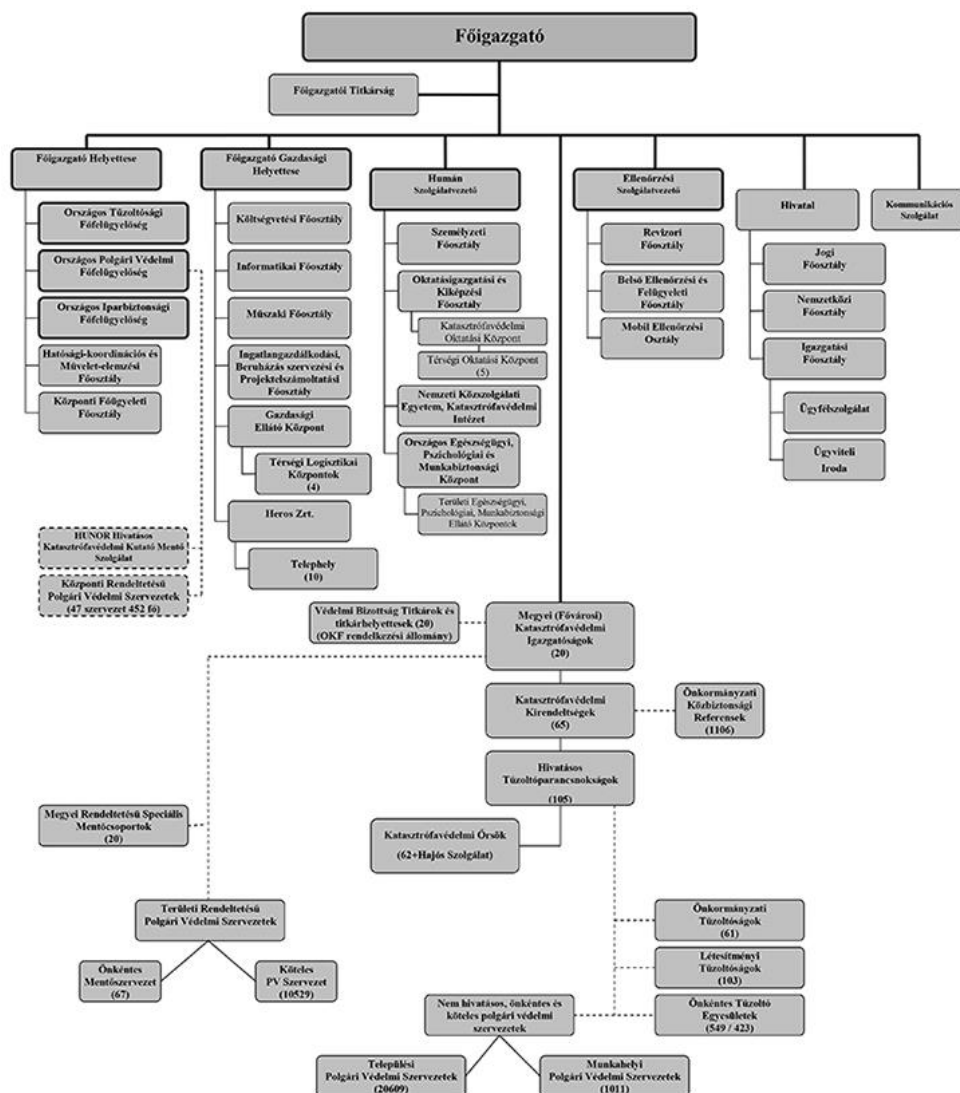 Főigazgató
Főigazgatói Titkárság
Főigazgató Helyettese
Országos Tűzoltósági
Főfelügyelőség
Országos Polgári Védelmi
Főfelügyelőség
Országos Iparbiztonsági
Főfelügyelőség
Hatósági-koordinációs és
Művelet-elemzési
Főosztály
Központi Főügyeleti
Főosztály
HUNOR Hivatásos
Katasztrófavédelmi Kutató Mentő
Szolgálat
Központi Rendeltetésű
Polgári Védelmi Szervezetek
(47 szervezet 452 fő)
Főigazgató Gazdasági
Helyettese
Költségvetési Főosztály
Informatikai Főosztály
Műszaki Főosztály
Ingatlangazdálkodási,
Beruházás szervezési és
Projektelszámoltatási
Főosztály
Gazdasági
Ellátó Központ
Térségi Logisztikai
Központok
(4)
Heros Zrt.
Telephely
(10)
Humán
Szolgálatvezető
Személyzeti
Főosztály
Oktatásigazgatási és
Kiképzési
Főosztály
Katasztrófavédelmi
Oktatási Központ
Térségi Oktatási Központ
(5)
Nemzeti Közszolgálati
Egyetem, Katasztrófavédelmi
Intézet
Országos Egészségügyi,
Pszichológiai és
Munkabiztonsági
Központ
Területi Egészségügyi,
Pszichológiai, Munkabiztonsági
Ellátó Központok
Ellenőrzési
Szolgálatvezető
Revizori
Főosztály
Belső Ellenőrzési és
Felügyeleti
Főosztály
Mobil Ellenőrzési
Osztály
Hivatal
Jogi
Főosztály
Nemzetközi
Főosztály
Igazgatási
Főosztály
Ügyfélszolgálat
Ügyviteli
Iroda
Kommunikációs
Szolgálat
Védelmi Bizottság Titkárok és
titkárhelyettesek (20)
(OKF rendelkezési állomány)
Megyei (Fővárosi)
Katasztrófavédelmi
Igazgatóságok
(20)
Katasztrófavédelmi
Kirendeltségek
(65)
Önkormányzati
Közbiztonsági
Referensek
(1106)
Hivatásos
Tűzoltóparancsnokságok
(105)
Katasztrófavédelmi Őrsök
(62+Hajós Szolgálat)
Megyei Rendeltetésű Speciális
Mentőcsoportok
(20)
Területi Rendeltetésű
Polgári Védelmi Szervezetek
Önkéntes
Mentőszervezet
(67)
Köteles
PV Szervezet
(10529)
Önkormányzati
Tűzoltóságok
(61)
Létesítményi
Tűzoltóságok
(103)
Önkéntes Tűzoltó
Egyesületek
(549 / 423)
Nem hivatásos, önkéntes és
köteles polgári védelmi
szervezetek
Települési
Polgári Védelmi Szervezetek
(20609)
Munkahelyi
Polgári Védelmi Szervezetek
(1011)